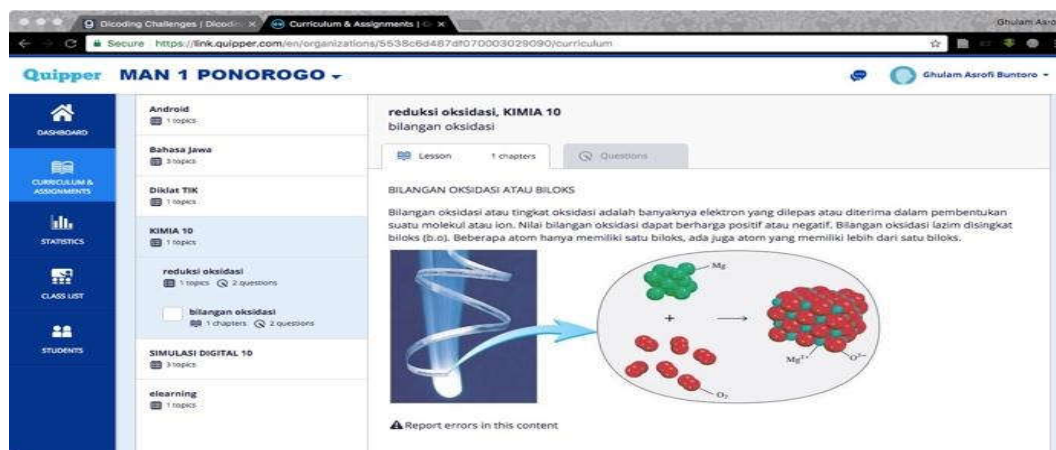 Dicoding Challenges | Dicodin
Curriculum & Assignments |
Ghulam Asro
Secure https://link.quipper.com/en/organizations/5538c6d487df070003029090/curriculum
Quipper MAN 1 PONOROGO
Ghulam Asrofi Buntoro
DASHBOARD
CURRICULUM &
ASSIGNMENTS
STATISTICS
CLASS LIST
STUDENTS
Android
1 topics
Bahasa Jawa
3 topics
Diklat TIK
1 topics
KIMIA 10
1 topics
reduksi oksidasi
1 topics 2 questions
bilangan oksidasi
1 chapters 2 questions
SIMULASI DIGITAL 10
3 topics
elearning
1 topics
reduksi oksidasi, KIMIA 10
bilangan oksidasi
Lesson 1 chapters Questions
BILANGAN OKSIDASI ATAU BILOKS
Bilangan oksidasi atau tingkat oksidasi adalah banyaknya elektron yang dilepas atau diterima dalam pembentukan
suatu molekul atau ion. Nilai bilangan oksidasi dapat berharga positif atau negatif. Bilangan oksidasi lazim disingkat
biloks (b.o). Beberapa atom hanya memiliki satu biloks, ada juga atom yang memiliki lebih dari satu biloks.
Mg
+
Mg²⁺
O²⁻
O₂
Report errors in this content